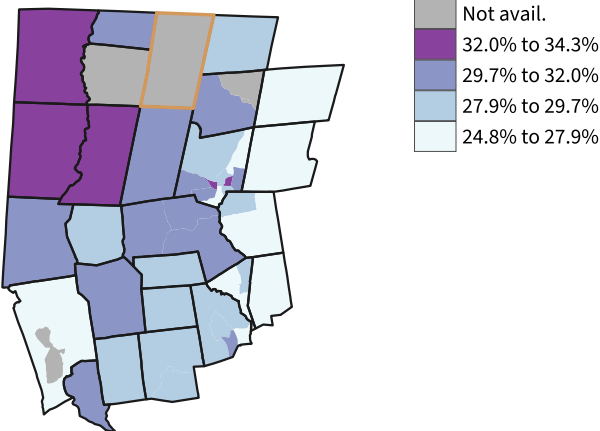 Not avail.
32.0% to 34.3%
29.7% to 32.0%
27.9% to 29.7%
24.8% to 27.9%